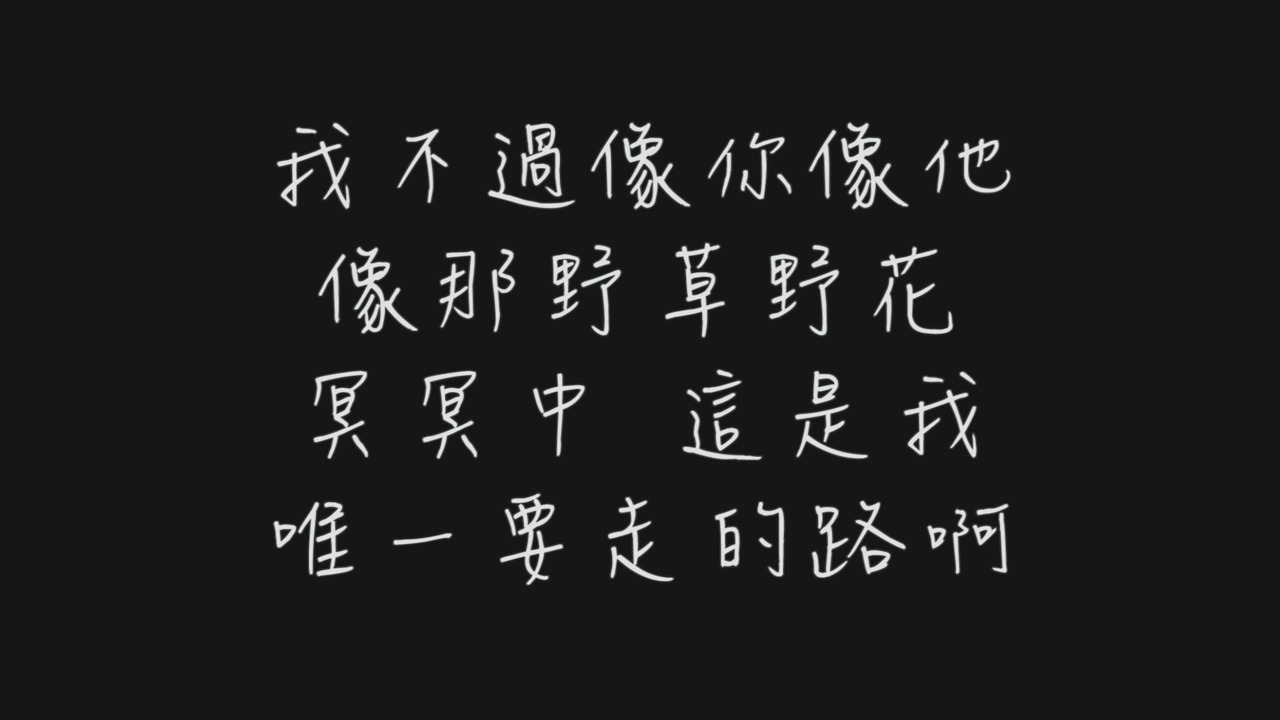 我不過像你像他
像那野草野花
冥冥中 這是我
唯一要走的路啊